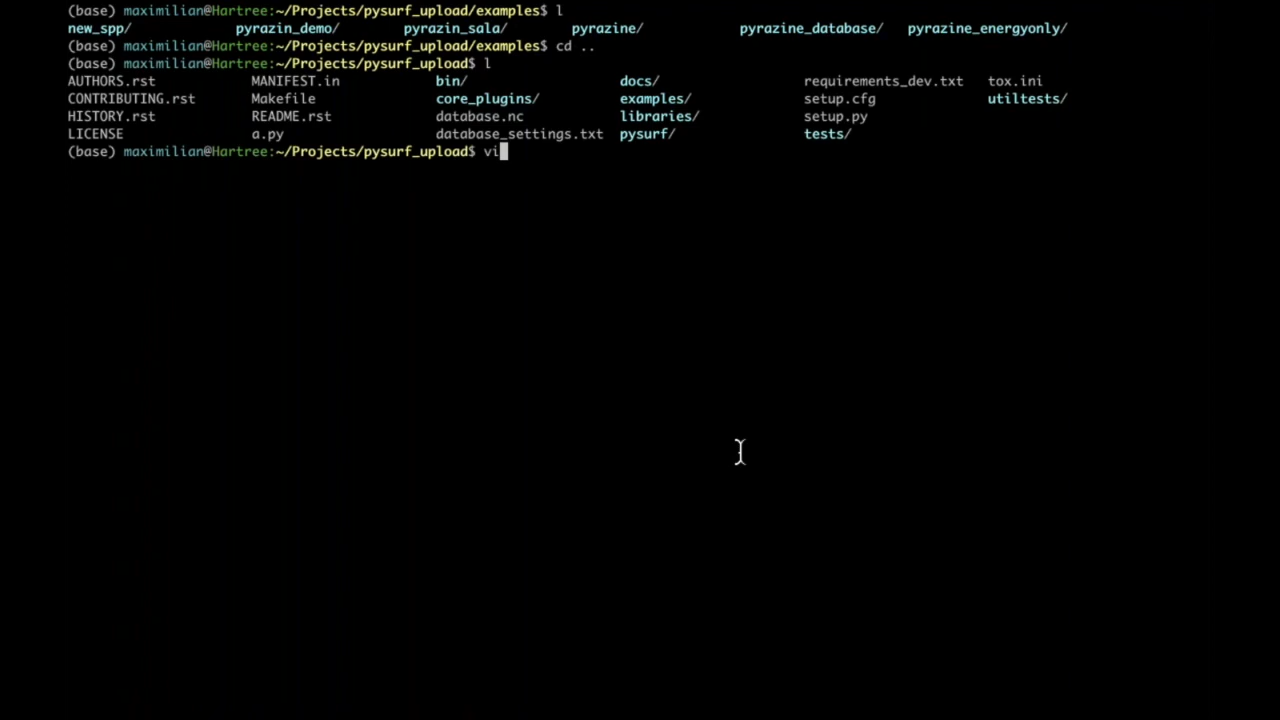 (base) maximilian@Hartree:~/Projects/pysurf_upload/examples$ l
new_spp/ pyrazin_demo/ pyrazin_sala/ pyrazine/ pyrazine_database/ pyrazine_energyonly/
(base) maximilian@Hartree:~/Projects/pysurf_upload/examples$ cd ..
(base) maximilian@Hartree:~/Projects/pysurf_upload$ l
AUTHORS.rst MANIFEST.in bin/ docs/ requirements_dev.txt tox.ini
CONTRIBUTING.rst Makefile core_plugins/ examples/ setup.cfg utiltests/
HISTORY.rst README.rst database.nc libraries/ setup.py
LICENSE a.py database_settings.txt pysurf/ tests/
(base) maximilian@Hartree:~/Projects/pysurf_upload$ vi